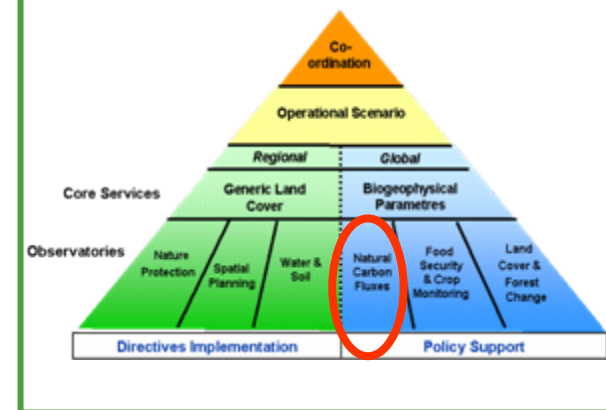 Co-
ordination
Operational Scenario
Regional
Global
Core Services
Generic Land
Cover
Biogeophysical
Parametres
Observatories
Nature
Protection
Spatial
Planning
Water &
Soil
Natural
Carbon
Fluxes
Food
Security
& Crop
Monitoring
Land
Cover &
Forest
Change
Directives Implementation
Policy Support